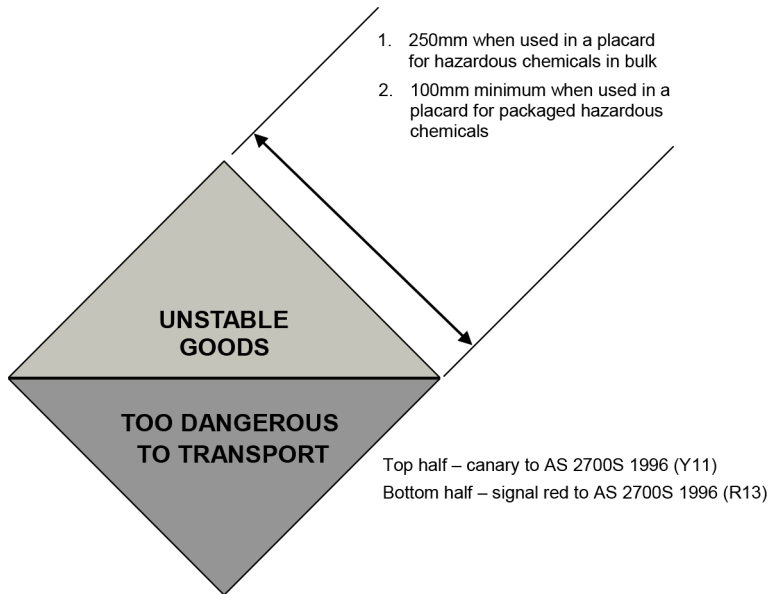 1. 250mm when used in a placard
for hazardous chemicals in bulk
2. 100mm minimum when used in a
placard for packaged hazardous
chemicals
UNSTABLE
GOODS
TOO DANGEROUS
TO TRANSPORT
Top half – canary to AS 2700S 1996 (Y11)
Bottom half – signal red to AS 2700S 1996 (R13)